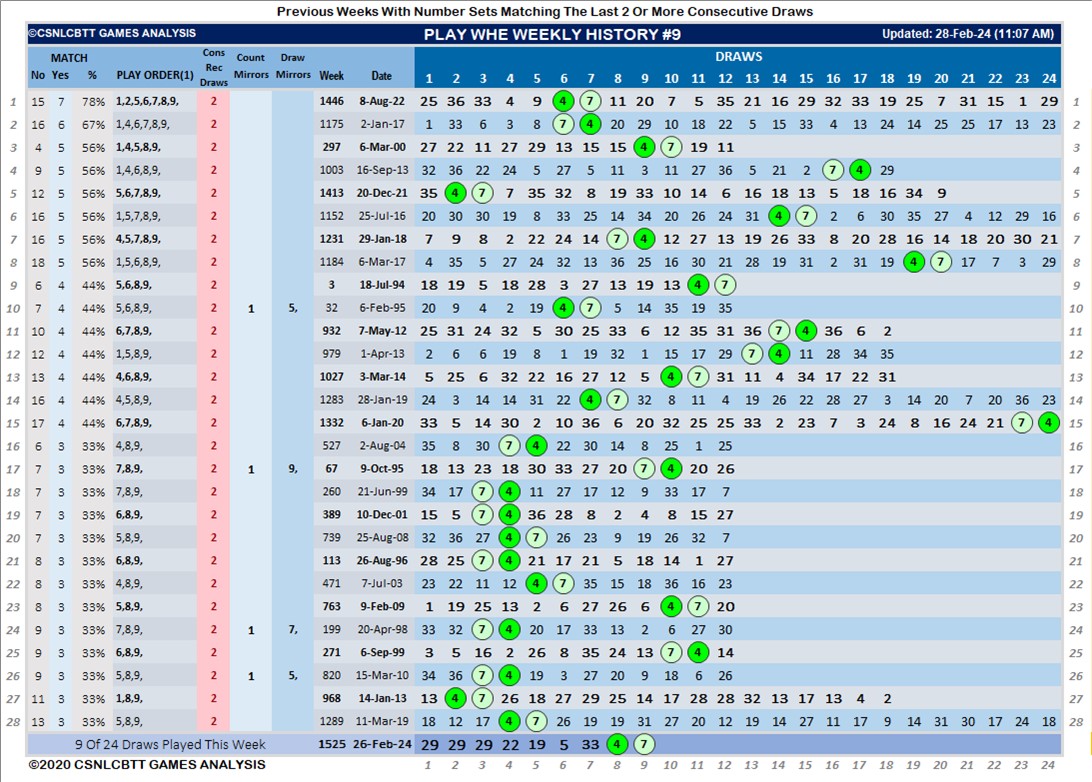 Previous Weeks With Number Sets Matching The Last 2 Or More Consecutive Draws
©CSNLCBTT GAMES ANALYSIS PLAY WHE WEEKLY HISTORY #9 Updated: 28-Feb-24 (11:07 AM)
MATCH Cons Rec Draws Count Mirrors Draw Mirrors DRAWS
No Yes % PLAY ORDER(1) Week Date 1 2 3 4 5 6 7 8 9 10 11 12 13 14 15 16 17 18 19 20 21 22 23 24
1 15 7 78% 1,2,5,6,7,8,9, 2 1446 8-Aug-22 25 36 33 4 9 4 7 11 20 7 5 35 21 16 29 32 33 19 25 7 31 15 1 29 1
2 16 6 67% 1,4,6,7,8,9, 2 1175 2-Jan-17 1 33 6 3 8 7 4 20 29 10 18 22 5 15 33 4 13 24 14 25 25 17 13 23 2
3 4 5 56% 1,4,5,8,9, 2 297 6-Mar-00 27 22 11 27 29 13 15 15 4 7 19 11 3
4 9 5 56% 1,4,6,8,9, 2 1003 16-Sep-13 32 36 22 24 5 27 5 11 3 11 27 36 5 21 2 7 4 29 4
5 12 5 56% 5,6,7,8,9, 2 1413 20-Dec-21 35 4 7 7 35 32 8 19 33 10 14 6 16 18 13 5 18 16 34 9 5
6 16 5 56% 1,5,7,8,9, 2 1152 25-Jul-16 20 30 30 19 8 33 25 14 34 20 26 24 31 4 7 2 6 30 35 27 4 12 29 16 6
7 16 5 56% 4,5,7,8,9, 2 1231 29-Jan-18 7 9 8 2 22 24 14 7 4 12 27 13 19 26 33 8 20 28 16 14 18 20 30 21 7
8 18 5 56% 1,5,6,8,9, 2 1184 6-Mar-17 4 35 5 27 24 32 13 36 25 16 30 21 28 19 31 2 31 19 4 7 17 7 3 29 8
9 6 4 44% 5,6,8,9, 2 3 18-Jul-94 18 19 5 18 28 3 27 13 19 13 4 7 9
10 7 4 44% 5,6,8,9, 2 1 5, 32 6-Feb-95 20 9 4 2 19 4 7 5 14 35 19 35 10
11 10 4 44% 6,7,8,9, 2 932 7-May-12 25 31 24 32 5 30 25 33 6 12 35 31 36 7 4 36 6 2 11
12 12 4 44% 1,5,8,9, 2 979 1-Apr-13 2 6 6 19 8 1 19 32 1 15 17 29 7 4 11 28 34 35 12
13 13 4 44% 4,6,8,9, 2 1027 3-Mar-14 5 25 6 32 22 16 27 12 5 4 7 31 11 4 34 17 22 31 13
14 16 4 44% 4,5,8,9, 2 1283 28-Jan-19 24 3 14 14 31 22 4 7 32 8 11 4 19 26 22 28 27 3 14 20 7 20 36 23 14
15 17 4 44% 6,7,8,9, 2 1332 6-Jan-20 33 5 14 30 2 10 36 6 20 32 25 25 33 2 23 7 3 24 8 16 24 21 7 4 15
16 6 3 33% 4,8,9, 2 527 2-Aug-04 35 8 30 7 4 22 30 14 8 25 1 25 16
17 7 3 33% 7,8,9, 2 1 9, 67 9-Oct-95 18 13 23 18 30 33 27 20 7 4 20 26 17
18 7 3 33% 7,8,9, 2 260 21-Jun-99 34 17 7 4 11 27 17 12 9 33 17 7 18
19 7 3 33% 6,8,9, 2 389 10-Dec-01 15 5 7 4 36 28 8 2 4 8 15 27 19
20 7 3 33% 5,8,9, 2 739 25-Aug-08 32 36 27 4 7 26 23 9 19 26 32 7 20
21 8 3 33% 6,8,9, 2 113 26-Aug-96 28 25 7 4 21 17 21 5 18 14 1 27 21
22 8 3 33% 4,8,9, 2 471 7-Jul-03 23 22 11 12 4 7 35 15 18 36 16 23 22
23 8 3 33% 5,8,9, 2 763 9-Feb-09 1 19 25 13 2 6 27 26 6 4 7 20 23
24 9 3 33% 7,8,9, 2 1 7, 199 20-Apr-98 33 32 7 4 20 17 33 13 2 6 27 30 24
25 9 3 33% 6,8,9, 2 271 6-Sep-99 3 5 16 2 26 8 35 24 13 7 4 14 25
26 9 3 33% 5,8,9, 2 1 5, 820 15-Mar-10 34 36 7 4 19 3 27 20 9 18 6 26 26
27 11 3 33% 1,8,9, 2 968 14-Jan-13 13 4 7 26 18 27 29 25 14 17 28 28 32 13 17 13 4 2 27
28 13 3 33% 5,8,9, 2 1289 11-Mar-19 18 12 17 4 7 26 19 19 31 27 20 12 19 14 27 11 17 9 14 31 30 17 24 18 28
9 Of 24 Draws Played This Week 1525 26-Feb-24 29 29 29 22 19 5 33 4 7
©2020 CSNLCBTT GAMES ANALYSIS 1 2 3 4 5 6 7 8 9 10 11 12 13 14 15 16 17 18 19 20 21 22 23 24